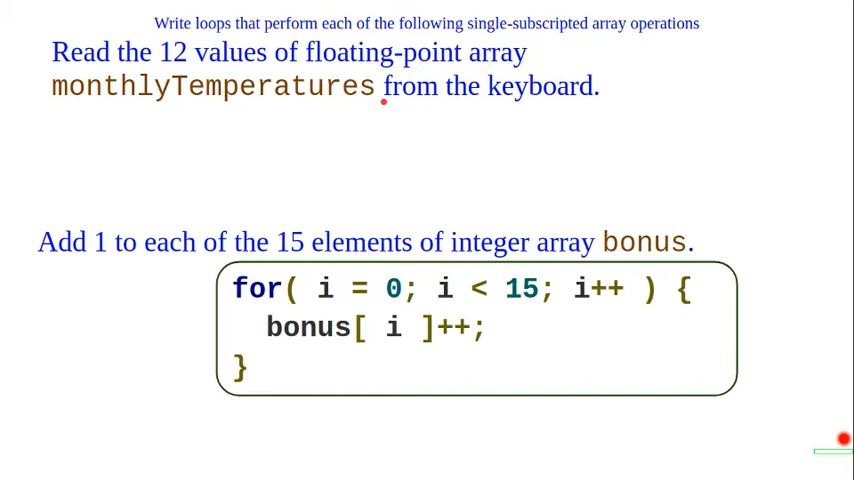 Write loops that perform each of the following single-subscripted array operations
Read the 12 values of floating-point array
monthlyTemperatures from the keyboard.
Add 1 to each of the 15 elements of integer array bonus.
for( i = 0; i < 15; i++ ) {
  bonus[ i ]++;
}